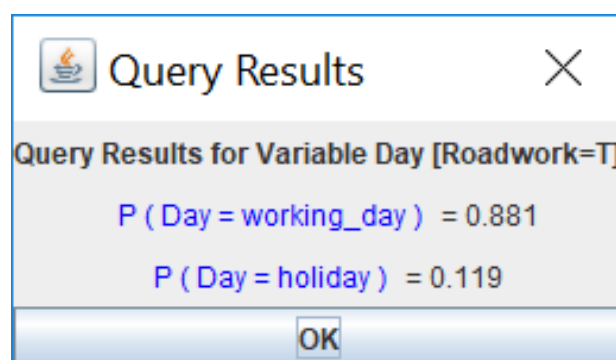 Query Results
Query Results for Variable Day [Roadwork=T]
P ( Day = working_day ) = 0.881
P ( Day = holiday ) = 0.119
OK